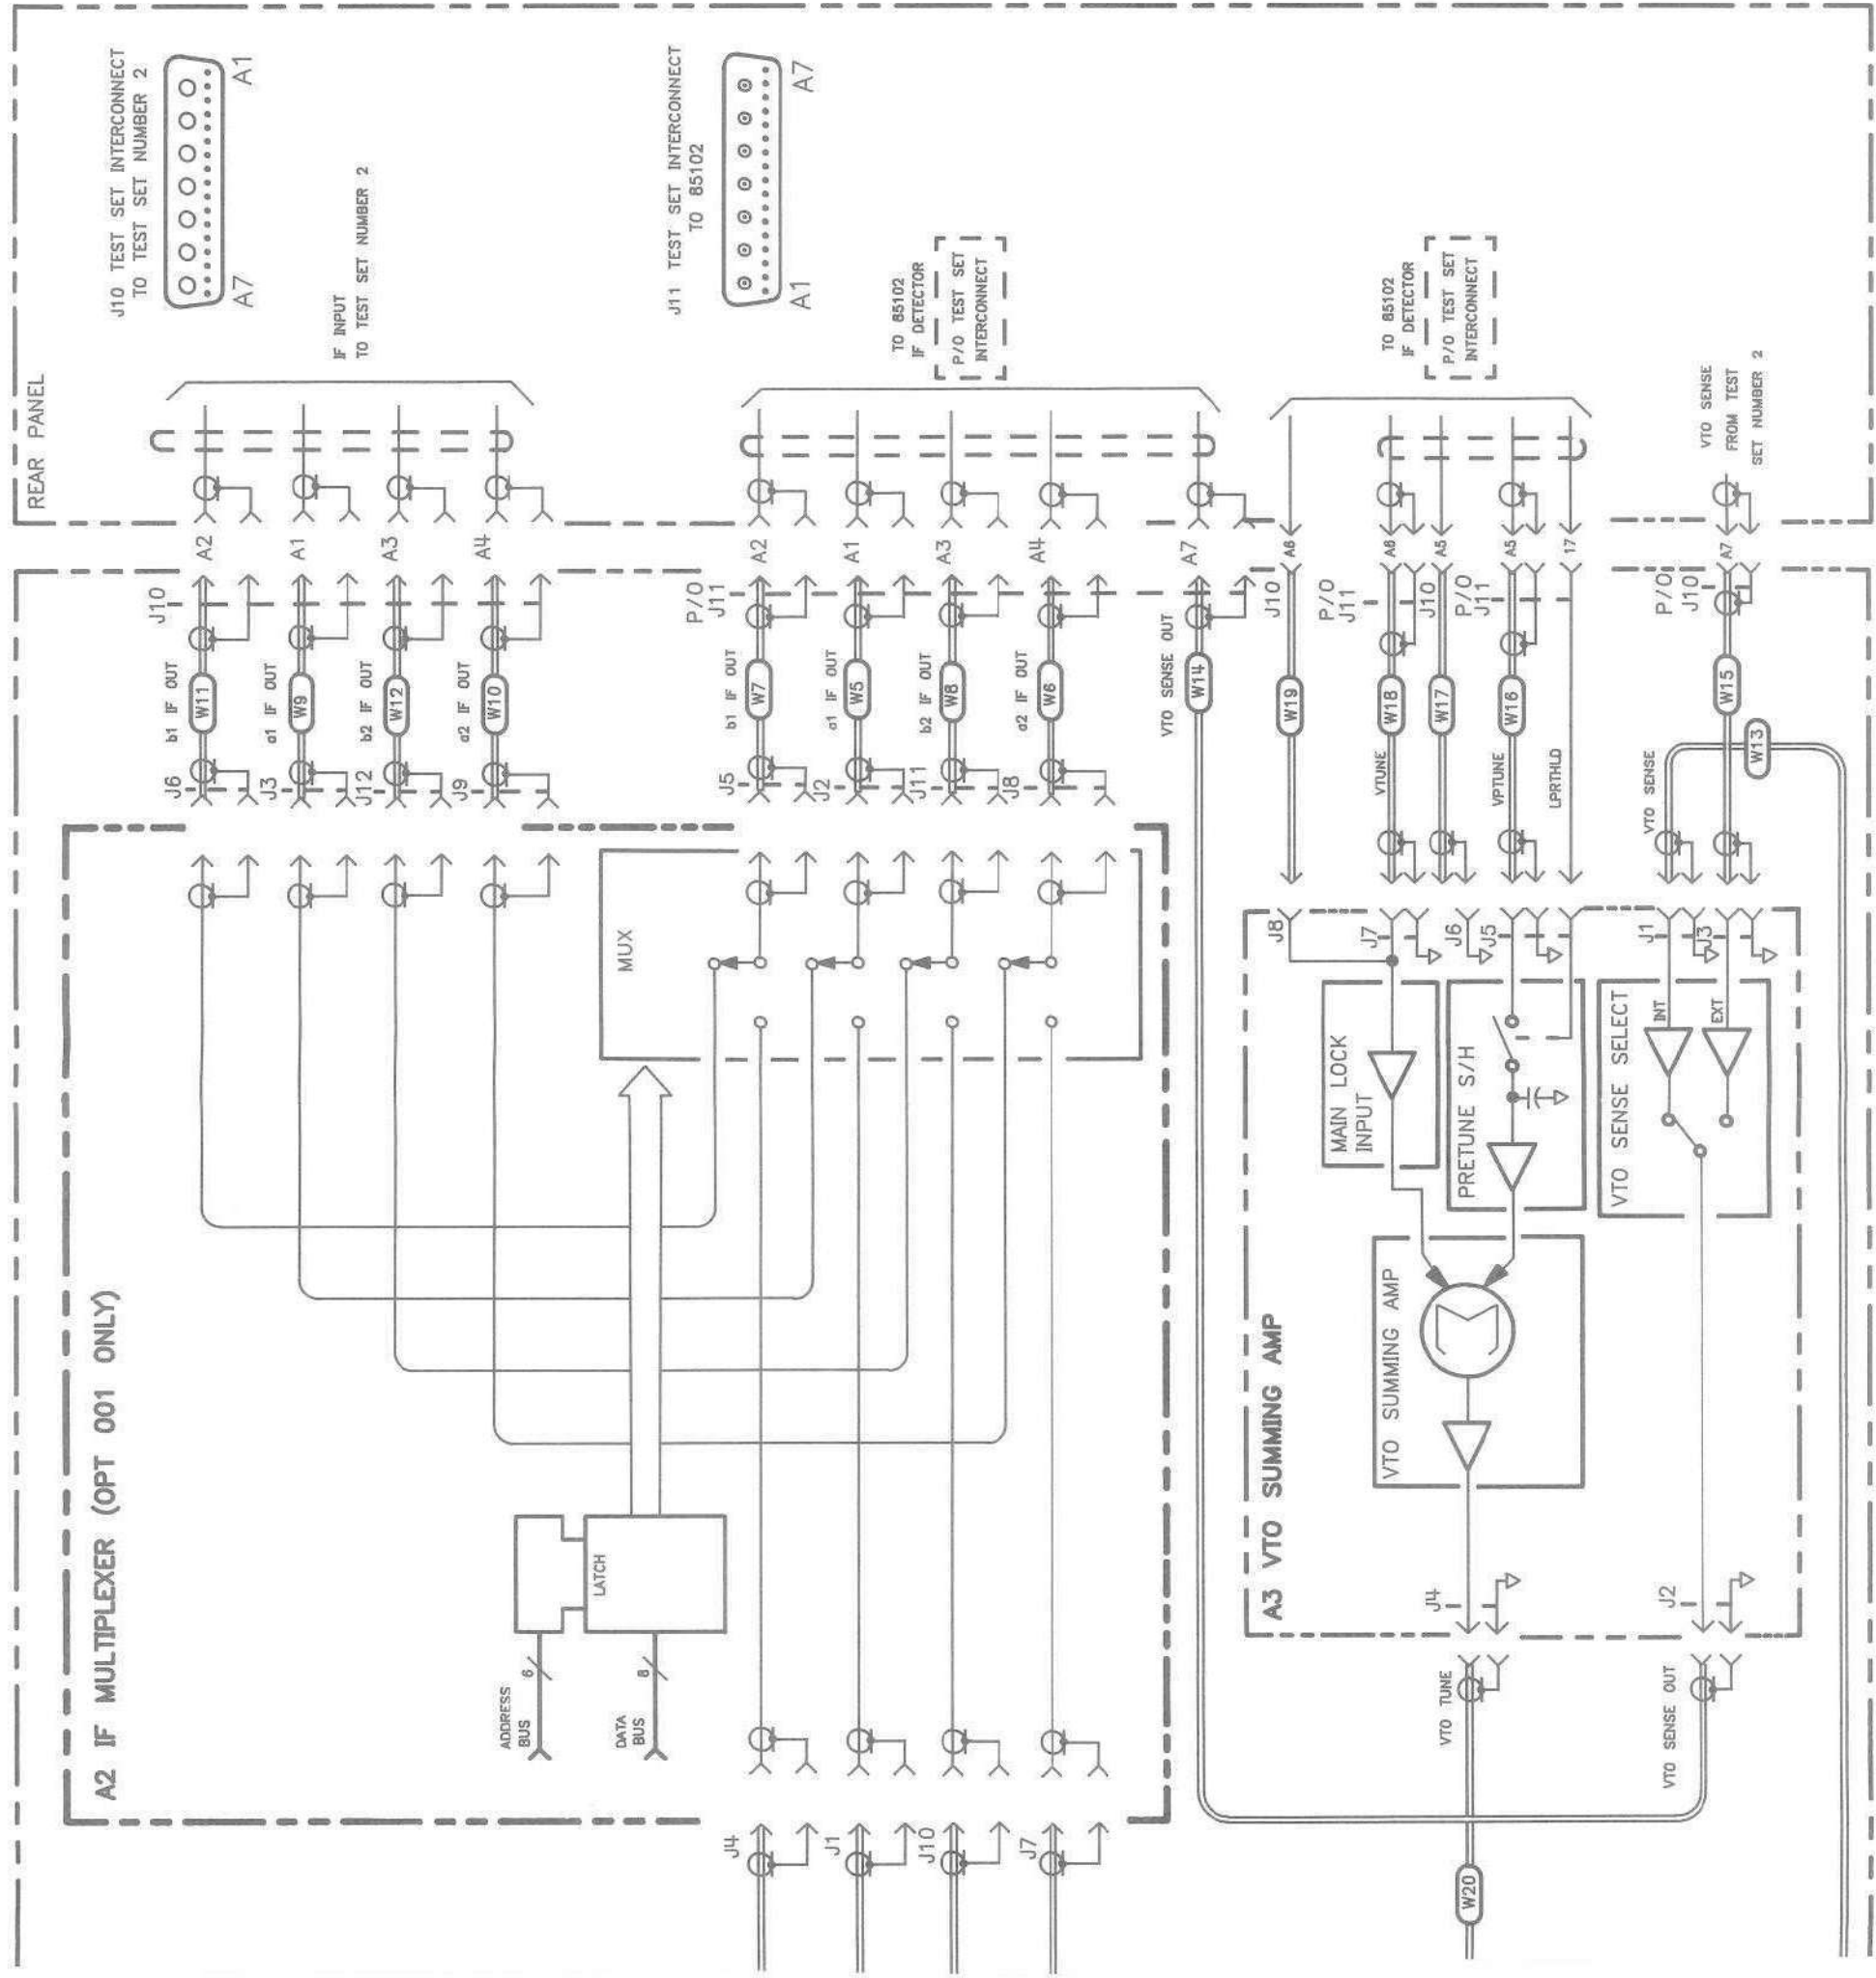 REAR PANEL
J10 TEST SET INTERCONNECT
TO TEST SET NUMBER 2
A7
A1
IF INPUT
TO TEST SET NUMBER 2
J11 TEST SET INTERCONNECT
TO 85102
A1
A7
TO 85102
IF DETECTOR
P/O TEST SET
INTERCONNECT
TO 85102
IF DETECTOR
P/O TEST SET
INTERCONNECT
VTO SENSE
FROM TEST
SET NUMBER 2
A2 IF MULTIPLEXER (OPT 001 ONLY)
J6
b1 IF OUT
W11
J10
A2
J3
a1 IF OUT
W9
A1
J12
b2 IF OUT
W12
A3
J9
a2 IF OUT
W10
A4
ADDRESS
BUS
6
DATA
BUS
8
LATCH
MUX
J4
J5
b1 IF OUT
W7
P/O
J11
A2
J1
J2
a1 IF OUT
W5
A1
J10
J11
b2 IF OUT
W8
A3
J7
J8
a2 IF OUT
W6
A4
VTO SENSE OUT
W14
A7
A3 VTO SUMMING AMP
J8
W19
J10
A6
MAIN LOCK
INPUT
J7
VTUNE
W18
P/O
J11
A6
J6
W17
J10
A5
VTO SUMMING AMP
PRETUNE S/H
J5
VPTUNE
W16
P/O
J11
A5
LPRTHLD
17
VTO TUNE
W20
J4
VTO SENSE SELECT
INT
EXT
J1
J3
VTO SENSE
W13
W15
P/O
J10
A7
VTO SENSE OUT
J2